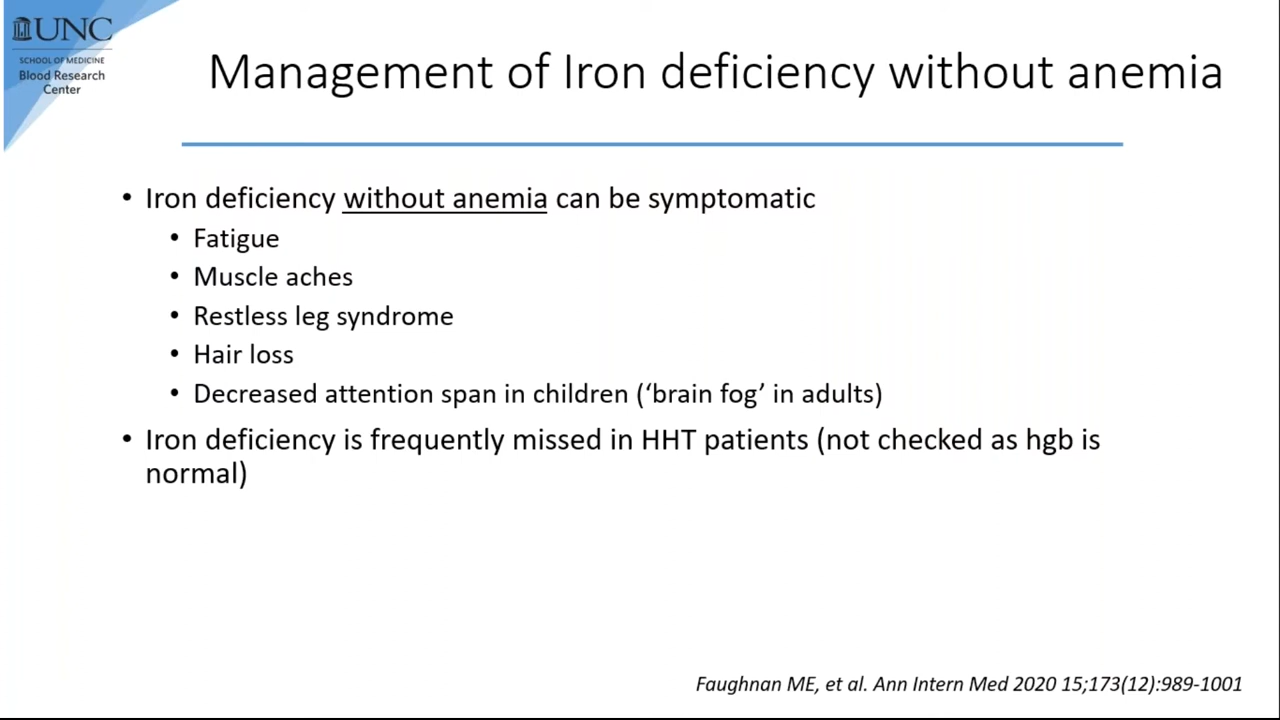 UNC
SCHOOL OF MEDICINE
Blood Research
Center
Management of Iron deficiency without anemia
• Iron deficiency without anemia can be symptomatic
• Fatigue
• Muscle aches
• Restless leg syndrome
• Hair loss
• Decreased attention span in children (‘brain fog’ in adults)
• Iron deficiency is frequently missed in HHT patients (not checked as hgb is
normal)
Faughnan ME, et al. Ann Intern Med 2020 15;173(12):989-1001